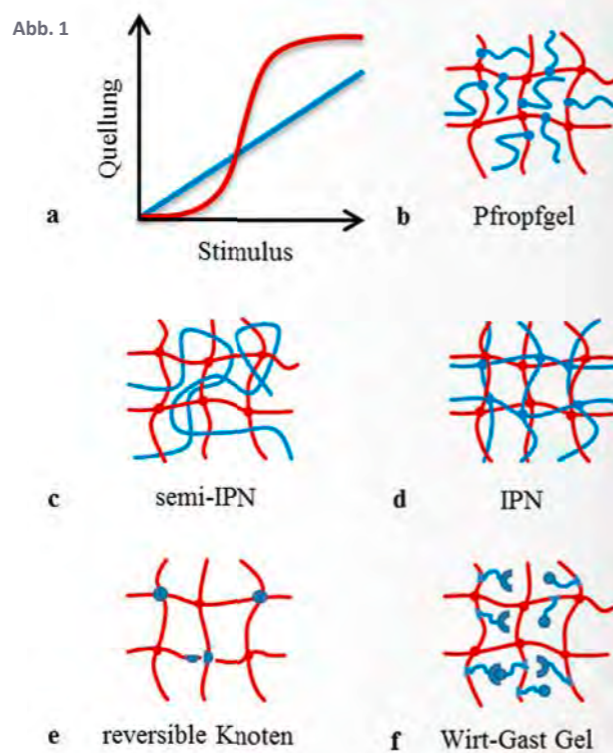 Abb. 1
Quellung
Stimulus
a
b
Pfropfgel
c
semi-IPN
d
IPN
e
reversible Knoten
f
Wirt-Gast Gel